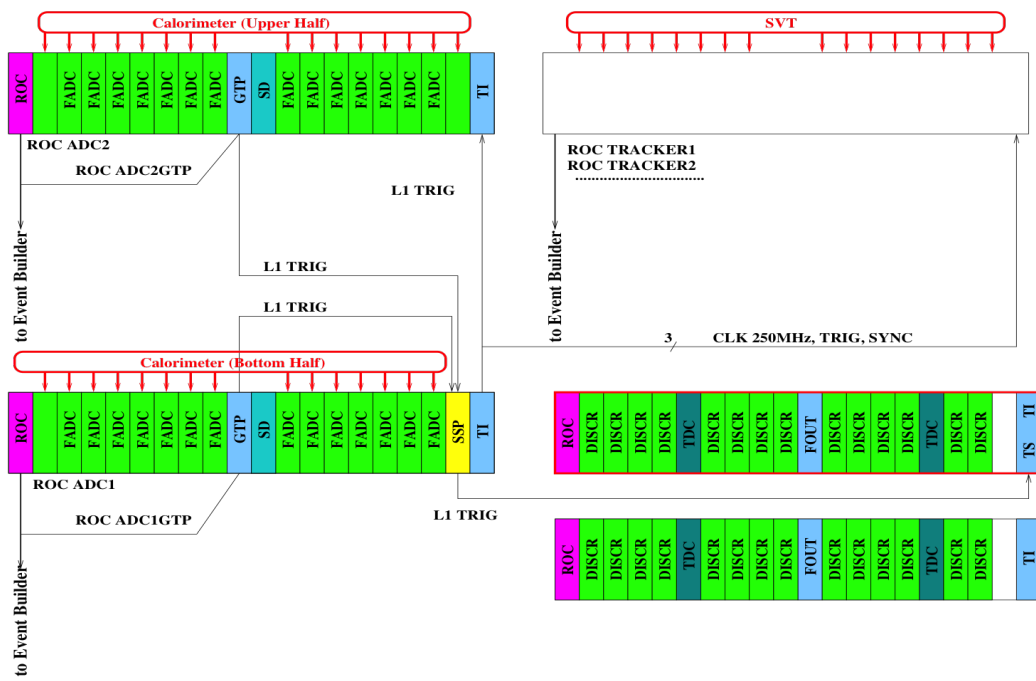 Calorimeter (Upper Half)
SVT
ROC
FADC
FADC
FADC
FADC
FADC
FADC
FADC
GTP
SD
FADC
FADC
FADC
FADC
FADC
FADC
FADC
TI
ROC ADC2
ROC ADC2GTP
to Event Builder
L1 TRIG
L1 TRIG
L1 TRIG
ROC TRACKER1
ROC TRACKER2
to Event Builder
3 CLK 250MHz, TRIG, SYNC
Calorimeter (Bottom Half)
ROC
FADC
FADC
FADC
FADC
FADC
FADC
FADC
GTP
SD
FADC
FADC
FADC
FADC
FADC
FADC
FADC
SSP
TI
ROC ADC1
ROC ADC1GTP
to Event Builder
L1 TRIG
ROC
DISCR
DISCR
DISCR
DISCR
TDC
DISCR
DISCR
DISCR
DISCR
FOUT
DISCR
DISCR
DISCR
DISCR
TDC
DISCR
DISCR
TS TI
ROC
DISCR
DISCR
DISCR
DISCR
TDC
DISCR
DISCR
DISCR
DISCR
FOUT
DISCR
DISCR
DISCR
DISCR
TDC
DISCR
DISCR
TI